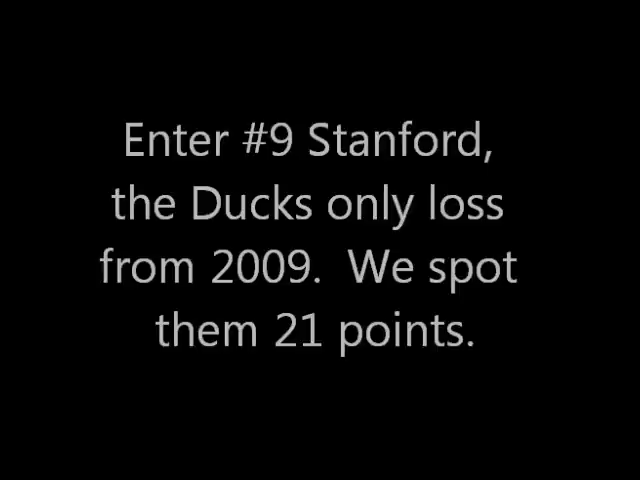 Enter #9 Stanford,
the Ducks only loss
from 2009.  We spot
them 21 points.